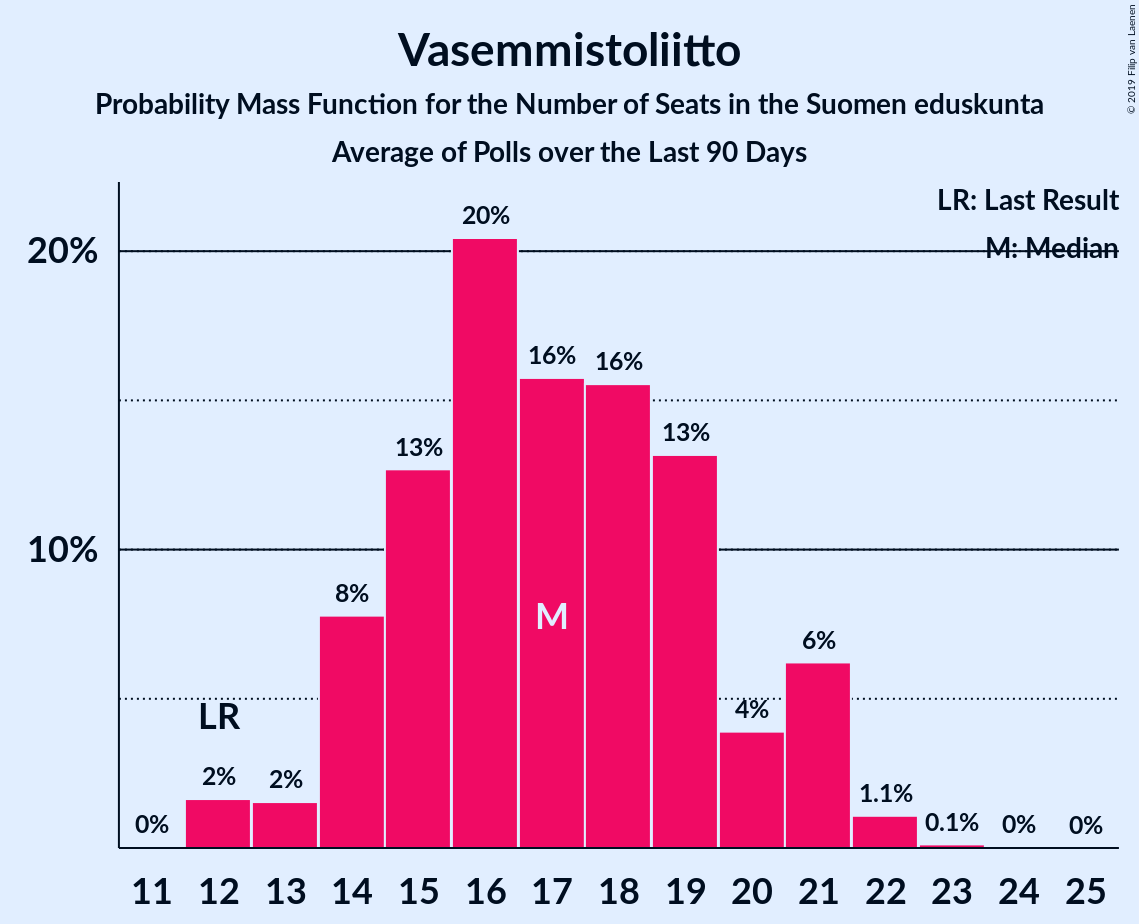 Vasemmistoliitto
Probability Mass Function for the Number of Seats in the Suomen eduskunta
Average of Polls over the Last 90 Days
© 2019 Filip van Laenen
LR: Last Result
M: Median
20%
10%
0%
2%
2%
8%
13%
20%
16%
16%
13%
4%
6%
1.1%
0.1%
0%
0%
LR
M
11 12 13 14 15 16 17 18 19 20 21 22 23 24 25